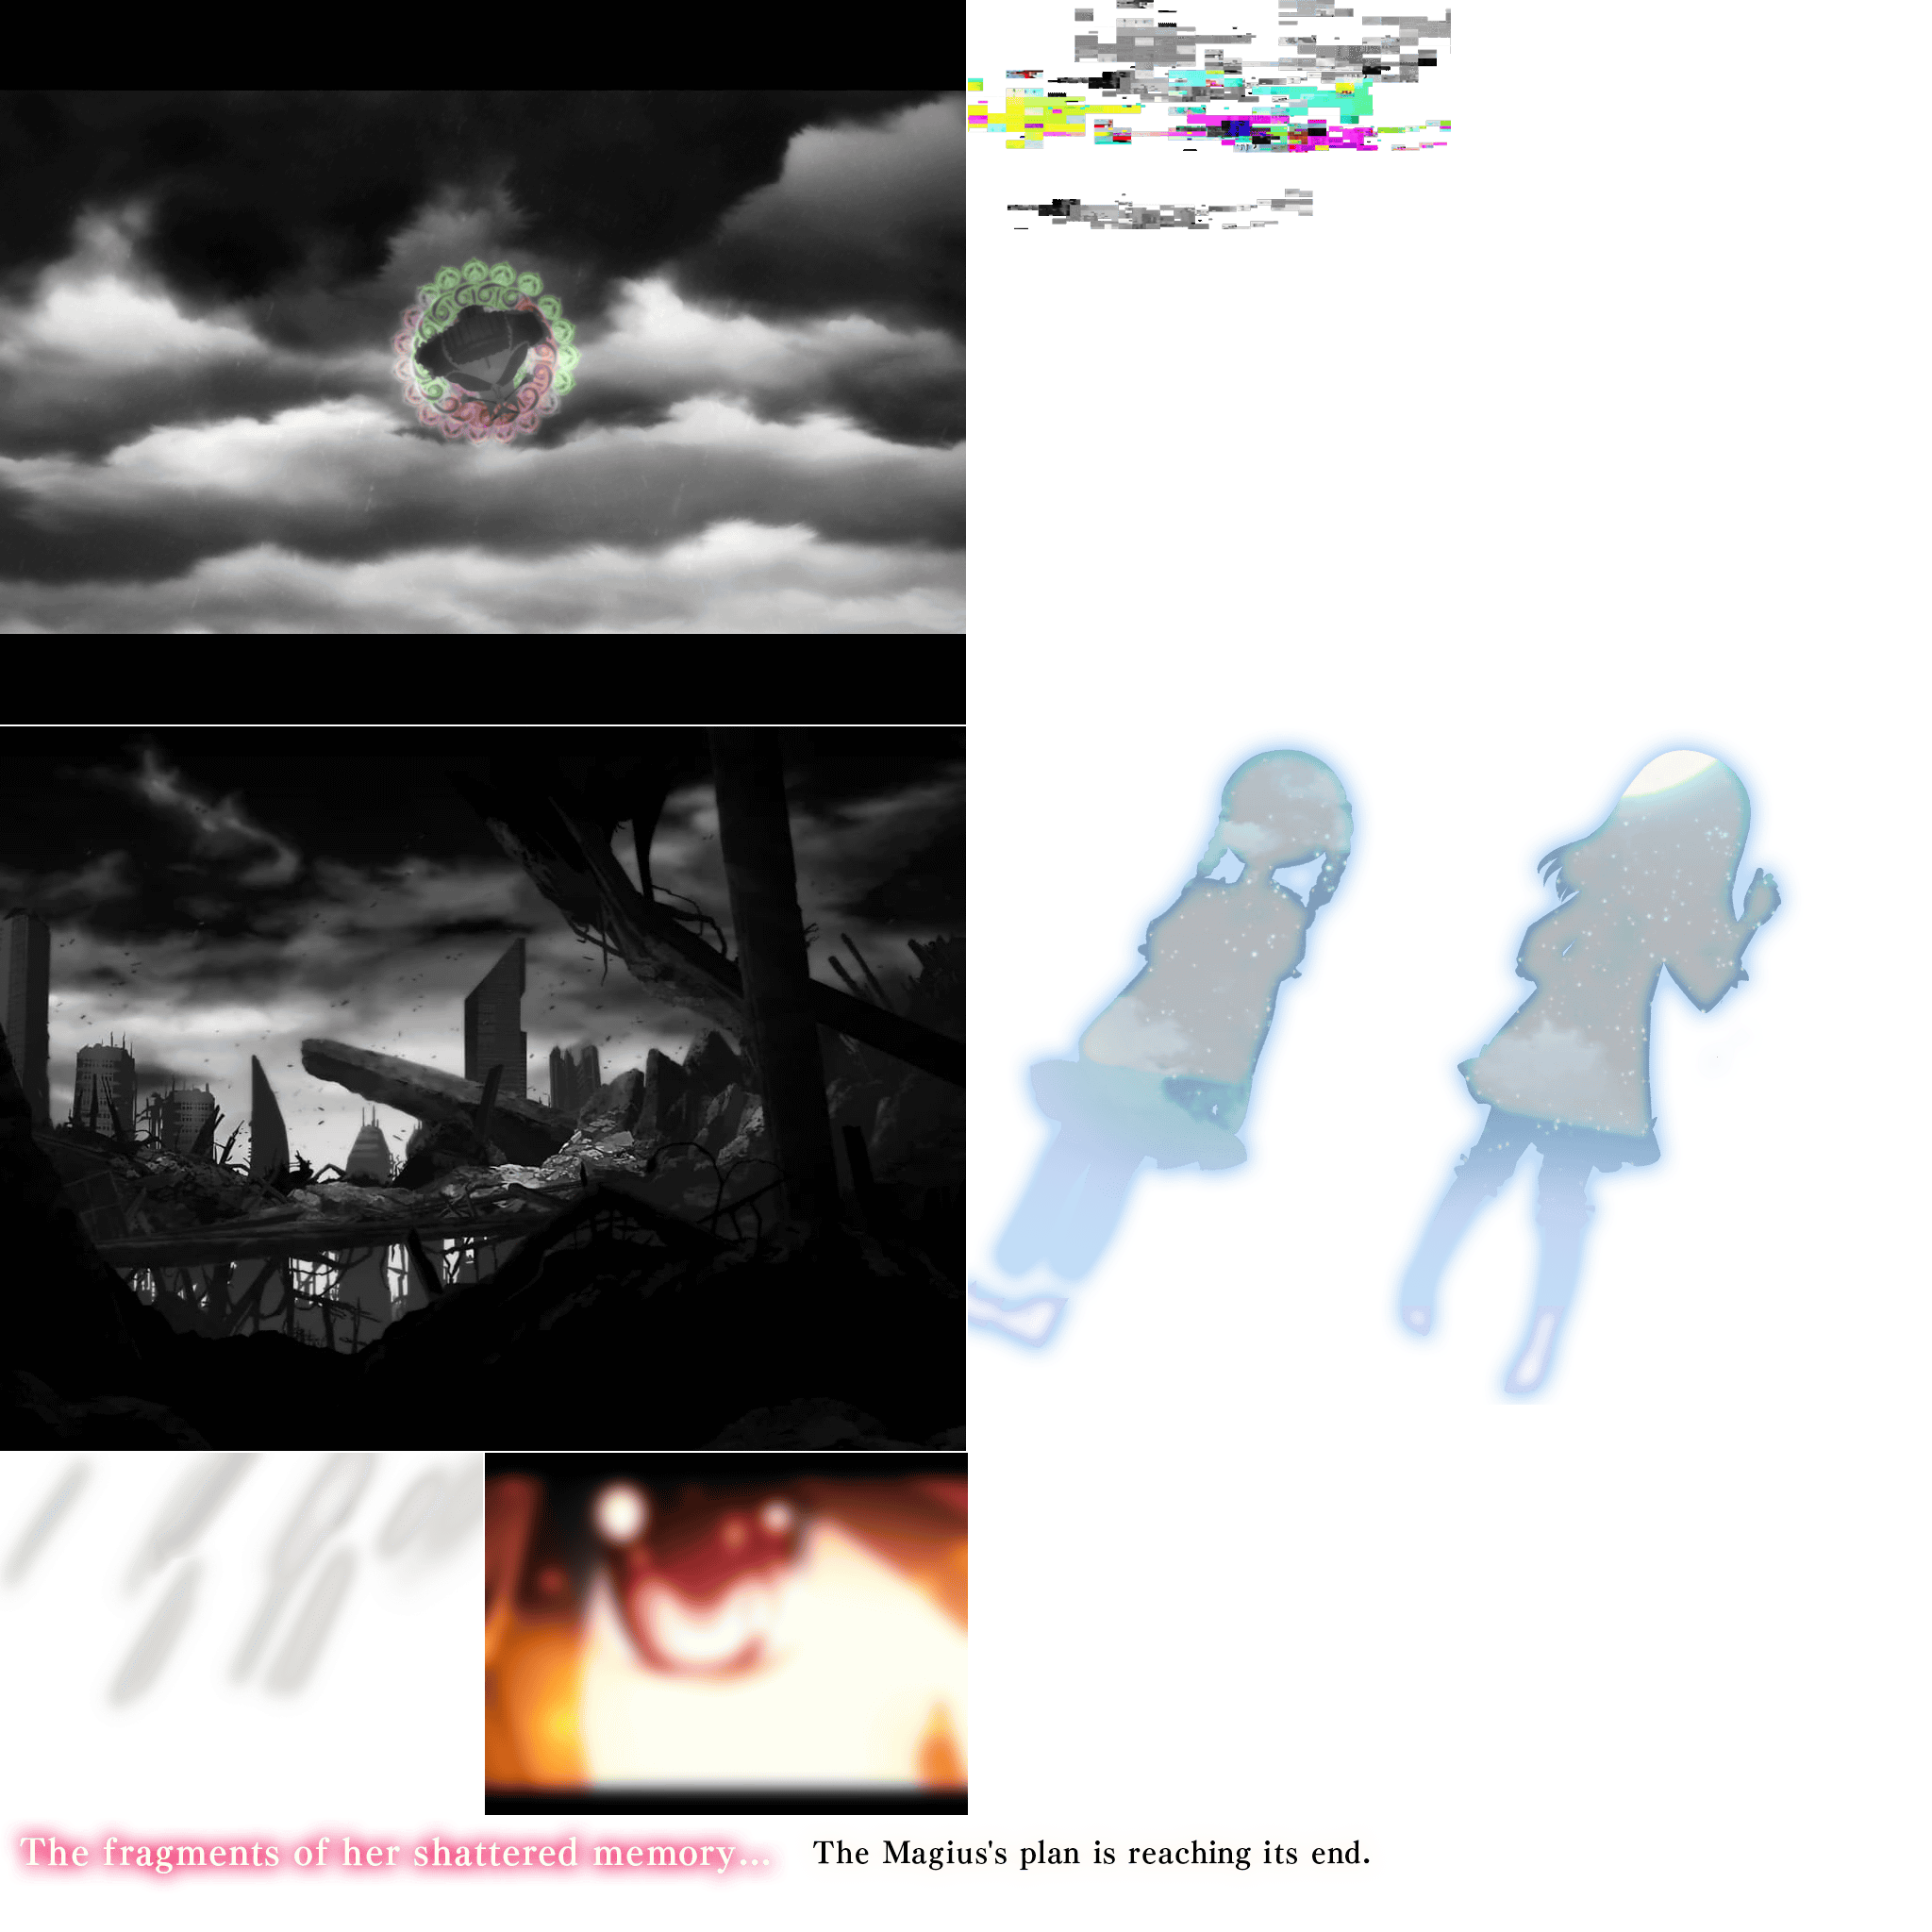 The fragments of her shattered memory...
The Magius's plan is reaching its end.